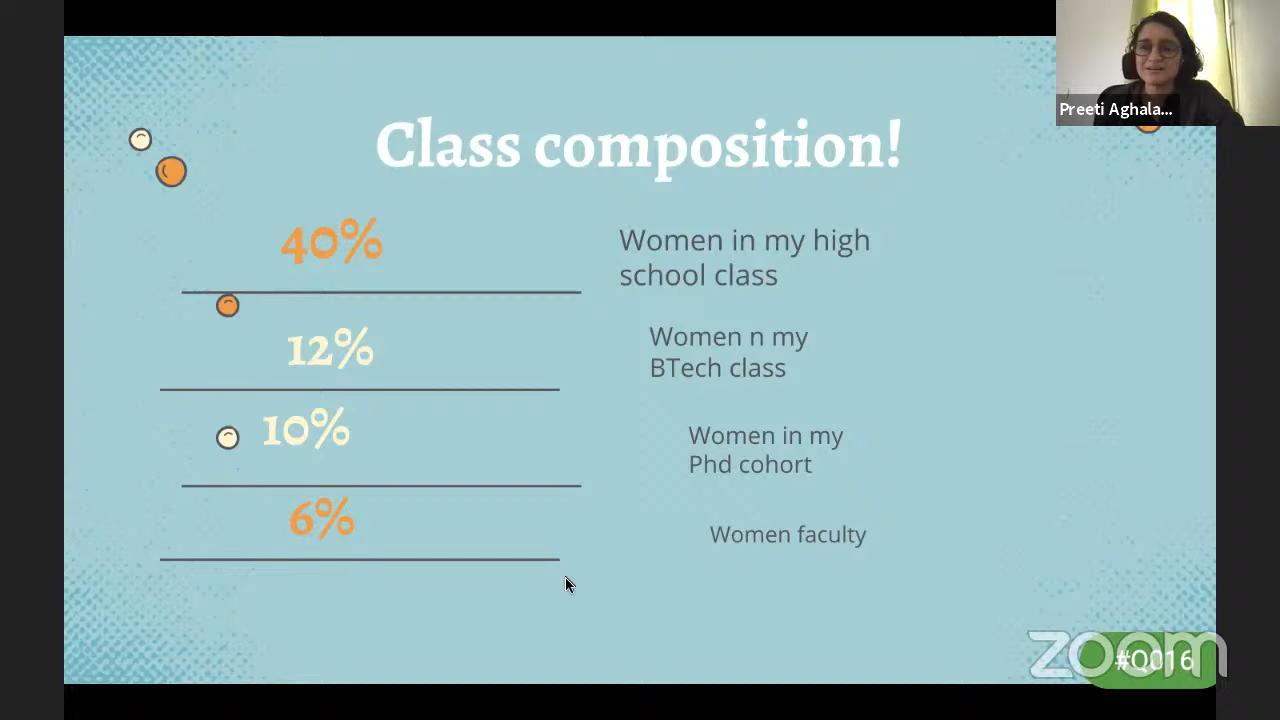 Preeti Aghala...
Class composition!
40%
Women in my high
school class
12%
Women n my
BTech class
10%
Women in my
Phd cohort
6%
Women faculty
zoom
#Q016